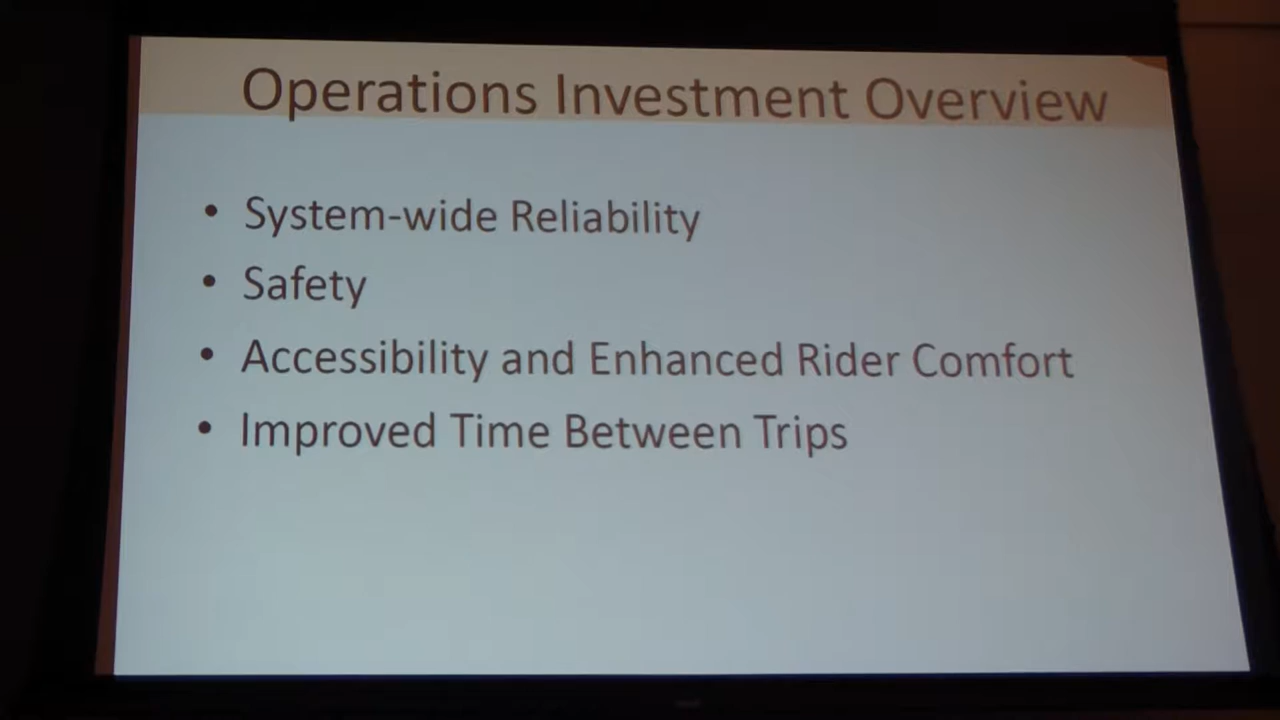 Operations Investment Overview
• System-wide Reliability
• Safety
• Accessibility and Enhanced Rider Comfort
• Improved Time Between Trips